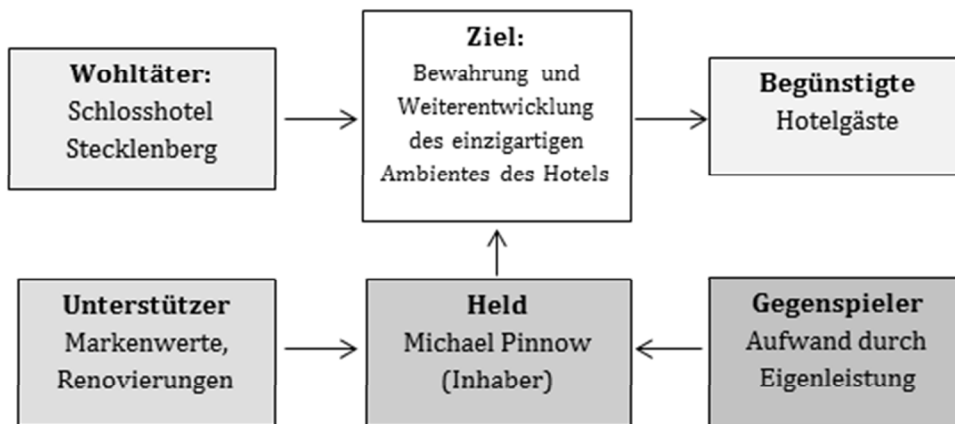 Wohltäter:
Schlosshotel
Stecklenberg
Ziel:
Bewahrung und
Weiterentwicklung
des einzigartigen
Ambientes des Hotels
Begünstigte
Hotelgäste
Unterstützer
Markenwerte,
Renovierungen
Held
Michael Pinnow
(Inhaber)
Gegenspieler
Aufwand durch
Eigenleistung